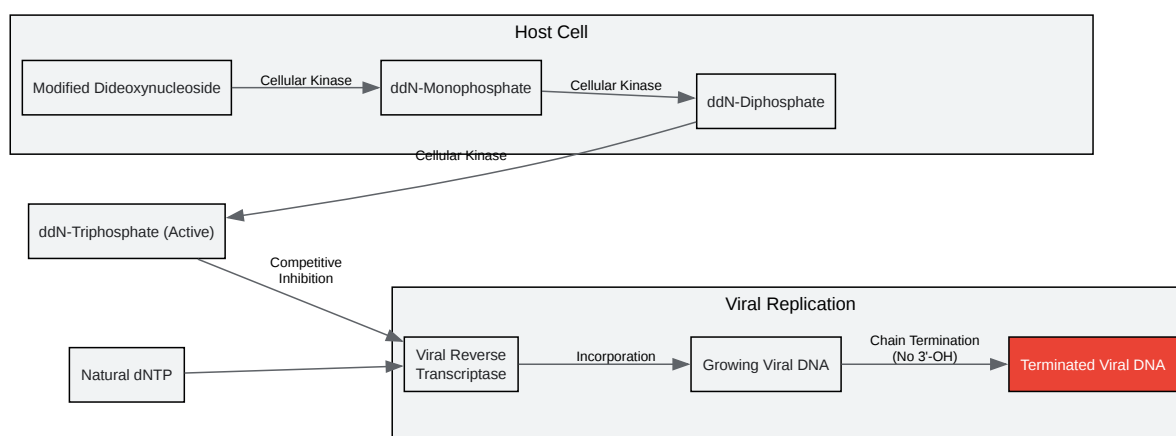 Host Cell
Modified Dideoxynucleoside
Cellular Kinase
ddN-Monophosphate
Cellular Kinase
ddN-Diphosphate
Cellular Kinase
ddN-Triphosphate (Active)
Competitive
Inhibition
Viral Replication
Natural dNTP
Viral Reverse
Transcriptase
Incorporation
Growing Viral DNA
Chain Termination
(No 3'-OH)
Terminated Viral DNA